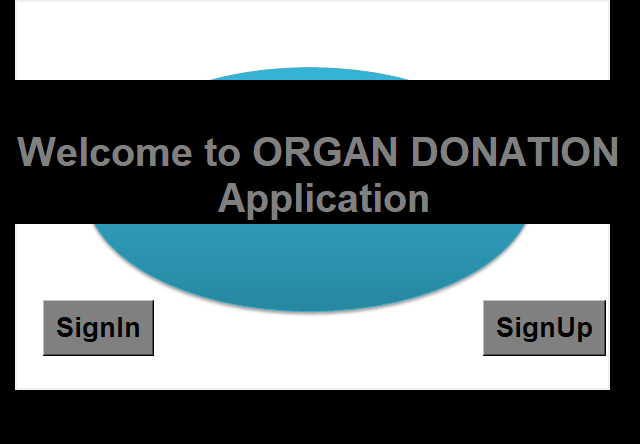 Welcome to ORGAN DONATION
Application
SignIn
SignUp